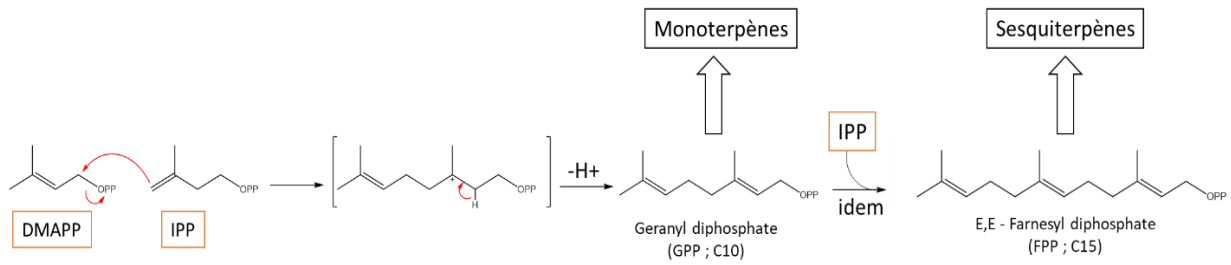 Monoterpènes
Sesquiterpènes
IPP
OPP
OPP
OPP
-H+
OPP
OPP
H
+
idem
DMAPP
IPP
Geranyl diphosphate
(GPP ; C10)
E,E - Farnesyl diphosphate
(FPP ; C15)